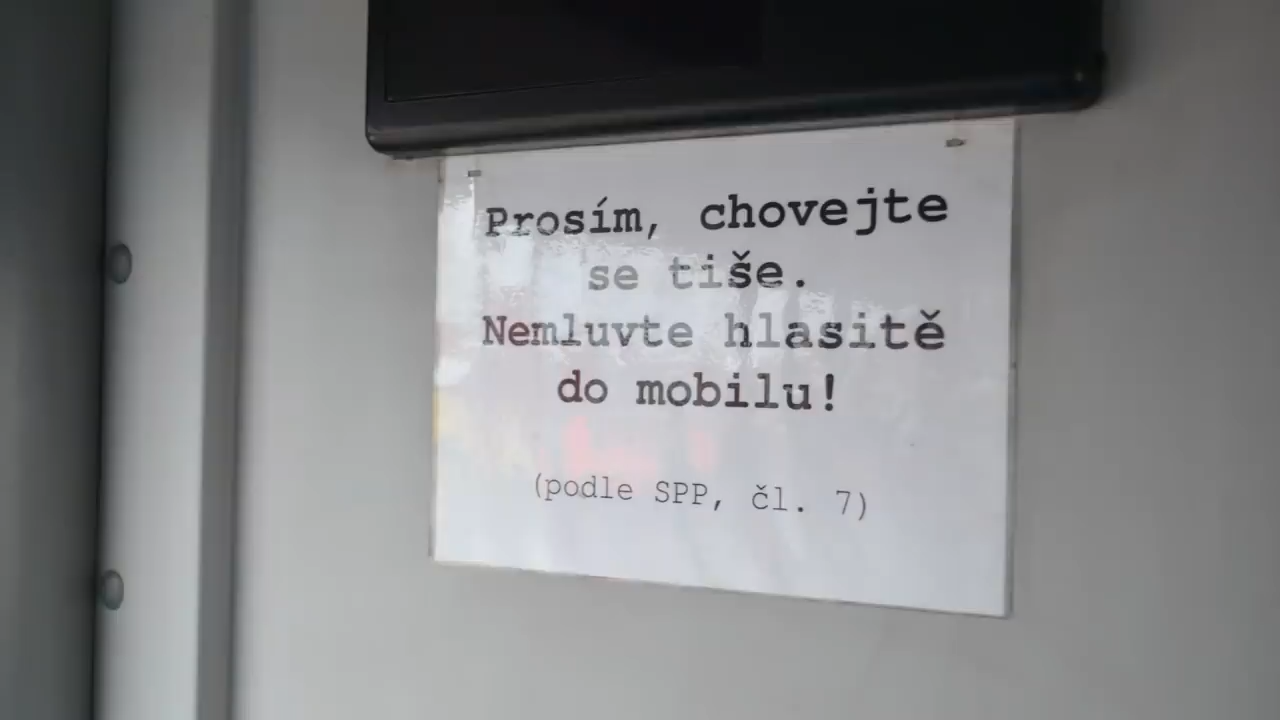 Prosím, chovejte
se tiše.
Nemluvte hlasitě
do mobilu!
(podle SPP, čl. 7)